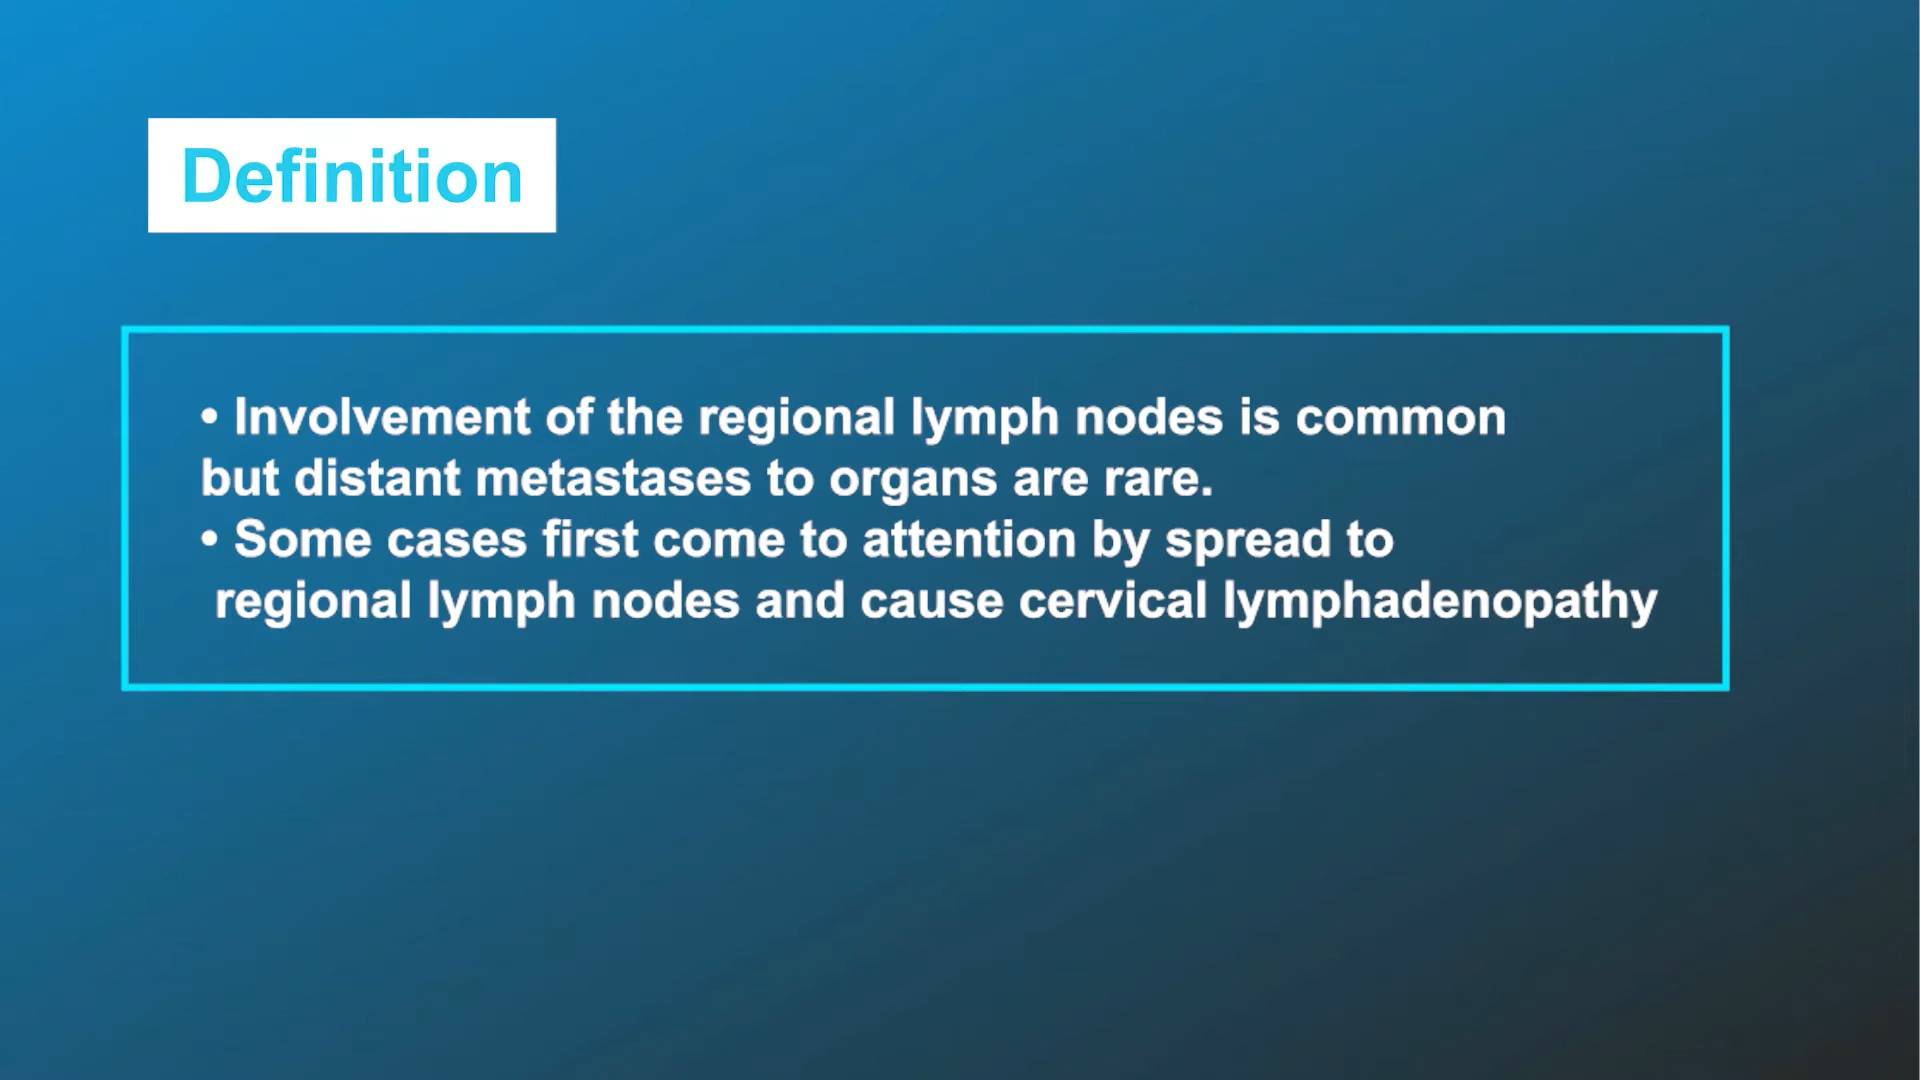 Definition
• Involvement of the regional lymph nodes is common
but distant metastases to organs are rare.
• Some cases first come to attention by spread to
regional lymph nodes and cause cervical lymphadenopathy